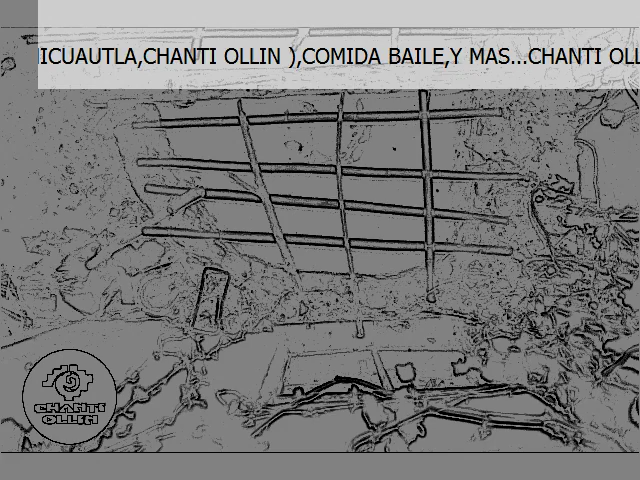 ICUAUTLA,CHANTI OLLIN ),COMIDA BAILE,Y MAS...CHANTI OLL
CHANTI
OLLIN